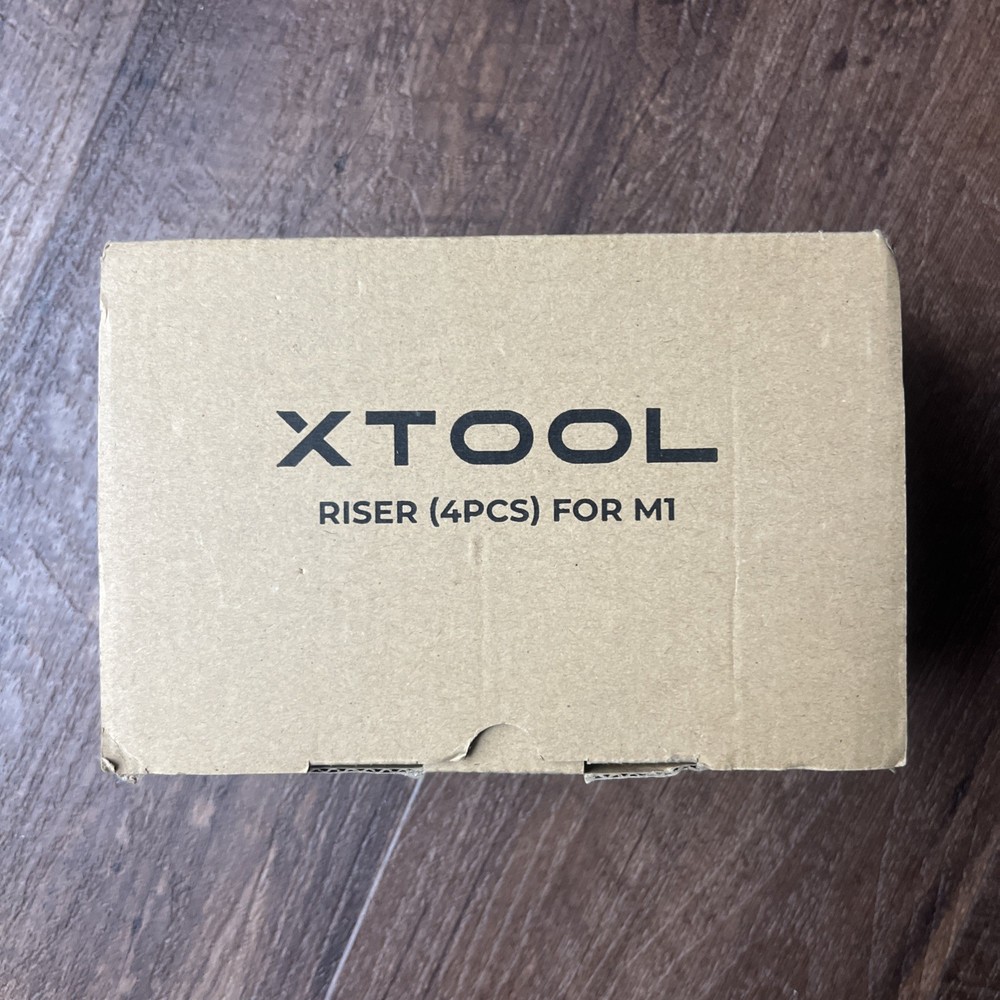 XTOOL
RISER (4PCS) FOR M1